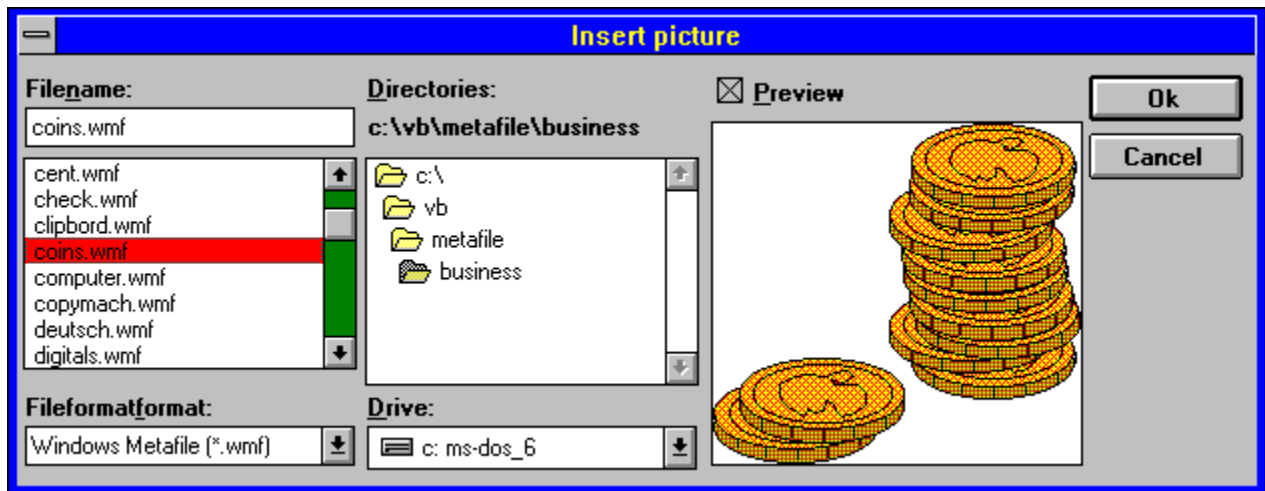 Insert picture
Filename:
coins.wmf
cent.wmf
check.wmf
clipbord.wmf
coins.wmf
computer.wmf
copymach.wmf
deutsch.wmf
digitals.wmf
Fileformatformat:
Windows Metafile (*.wmf)
Directories:
c:\vb\metafile\business
c:\
vb
metafile
business
Drive:
c: ms-dos_6
Preview
Ok
Cancel